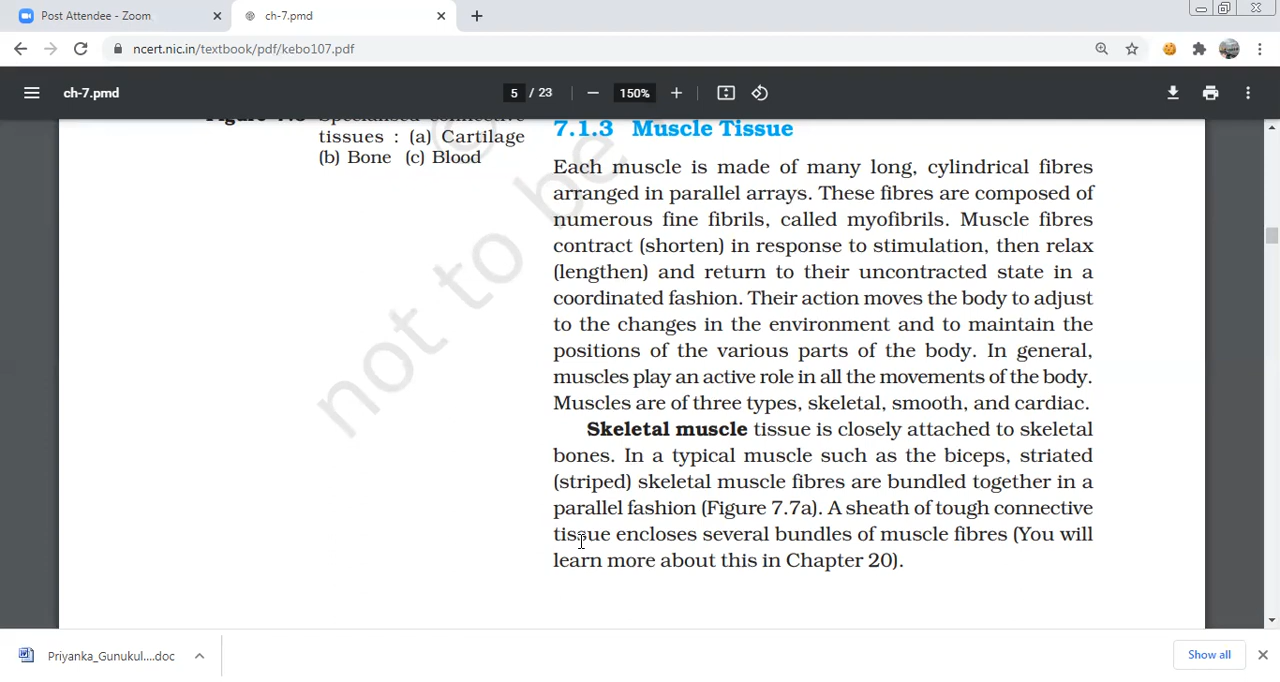 Post Attendee - Zoom
ch-7.pmd
ncert.nic.in/textbook/pdf/kebo107.pdf
ch-7.pmd
5 / 23
150%
tissues : (a) Cartilage
(b) Bone (c) Blood
7.1.3 Muscle Tissue
Each muscle is made of many long, cylindrical fibres
arranged in parallel arrays. These fibres are composed of
numerous fine fibrils, called myofibrils. Muscle fibres
contract (shorten) in response to stimulation, then relax
(lengthen) and return to their uncontracted state in a
coordinated fashion. Their action moves the body to adjust
to the changes in the environment and to maintain the
positions of the various parts of the body. In general,
muscles play an active role in all the movements of the body.
Muscles are of three types, skeletal, smooth, and cardiac.
Skeletal muscle tissue is closely attached to skeletal
bones. In a typical muscle such as the biceps, striated
(striped) skeletal muscle fibres are bundled together in a
parallel fashion (Figure 7.7a). A sheath of tough connective
tissue encloses several bundles of muscle fibres (You will
learn more about this in Chapter 20).
not to be
Priyanka_Gunukul....doc
Show all